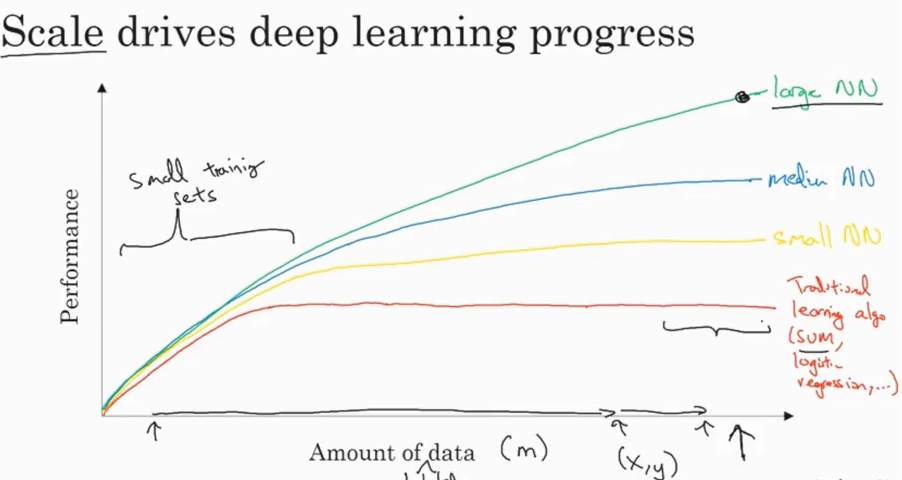 Scale drives deep learning progress
large NN
small training
sets
medium NN
Performance
small NN
Traditional
learning algo
(SVM,
logistic
regression,...)
Amount of data (m)
(x,y)